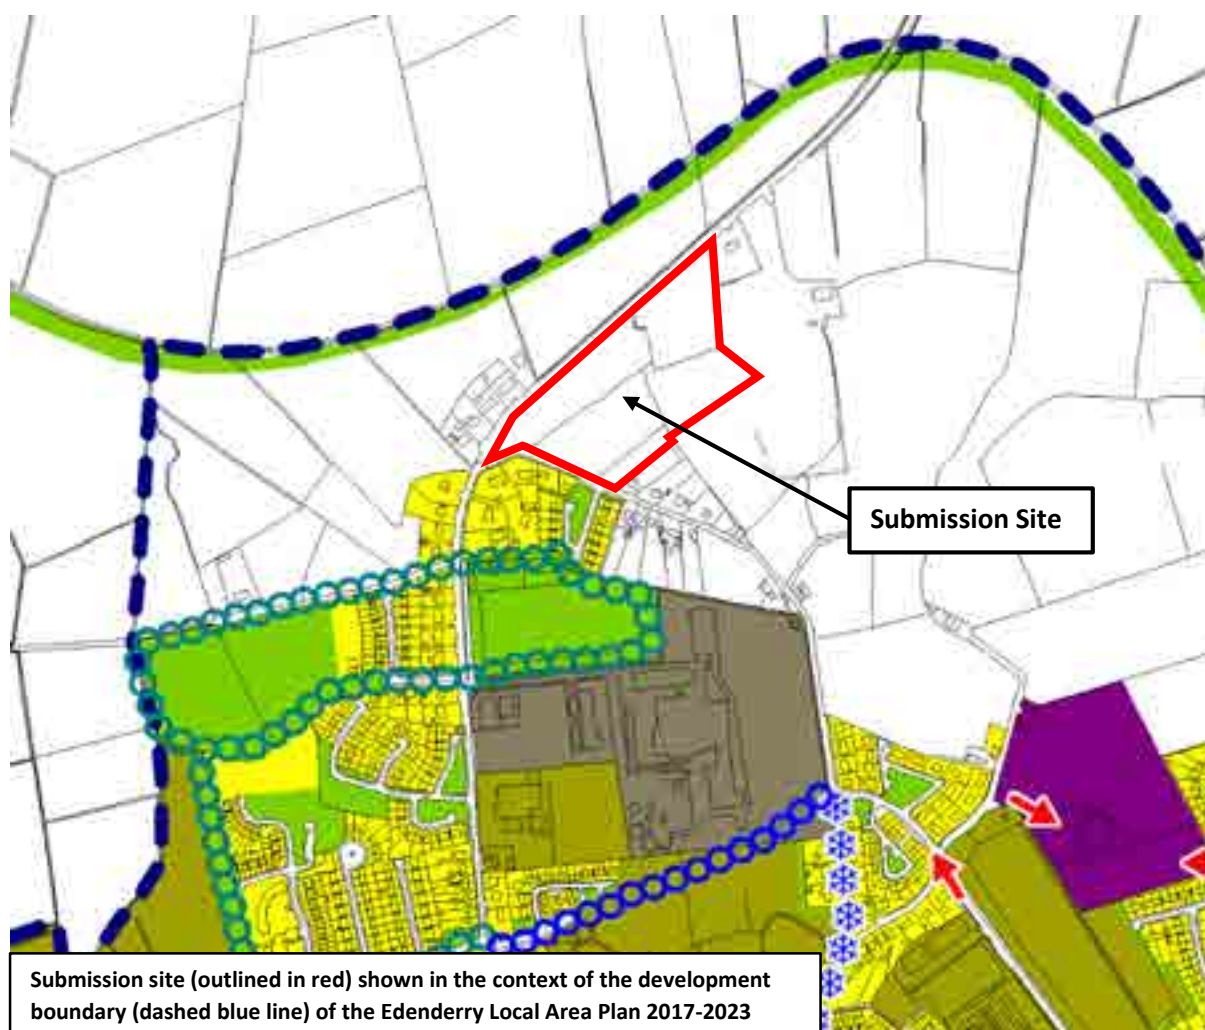 Submission Site
Submission site (outlined in red) shown in the context of the development
boundary (dashed blue line) of the Edenderry Local Area Plan 2017-2023